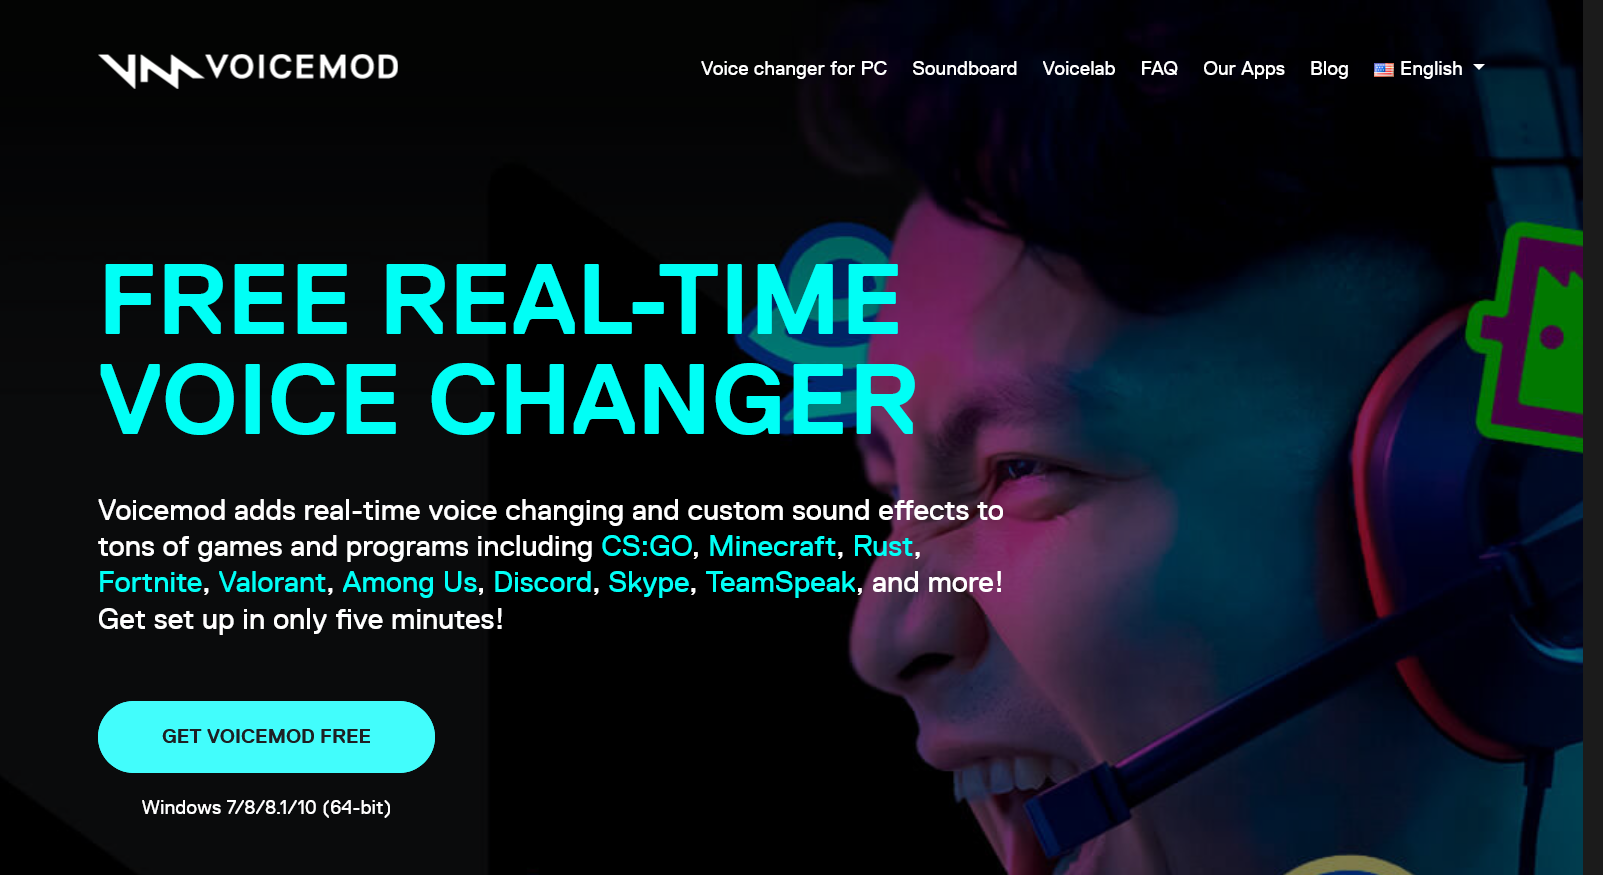 VOICEMOD
Voice changer for PC Soundboard Voicelab FAQ Our Apps Blog English
FREE REAL-TIME
VOICE CHANGER
Voicemod adds real-time voice changing and custom sound effects to
tons of games and programs including CS:GO, Minecraft, Rust,
Fortnite, Valorant, Among Us, Discord, Skype, TeamSpeak, and more!
Get set up in only five minutes!
GET VOICEMOD FREE
Windows 7/8/8.1/10 (64-bit)